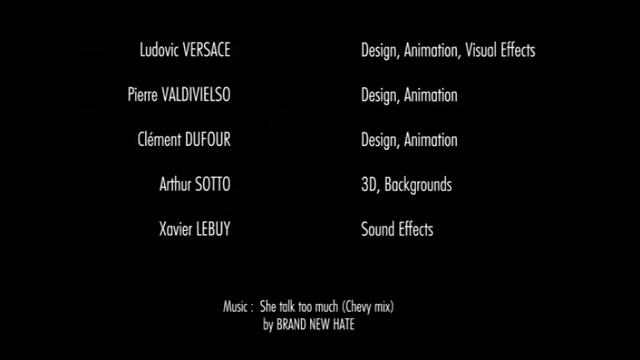 Ludovic VERSACE Design, Animation, Visual Effects
Pierre VALDIVIELSO Design, Animation
Clément DUFOUR Design, Animation
Arthur SOTTO 3D, Backgrounds
Xavier LEBUY Sound Effects
Music : She talk too much (Chevy mix)
by BRAND NEW HATE